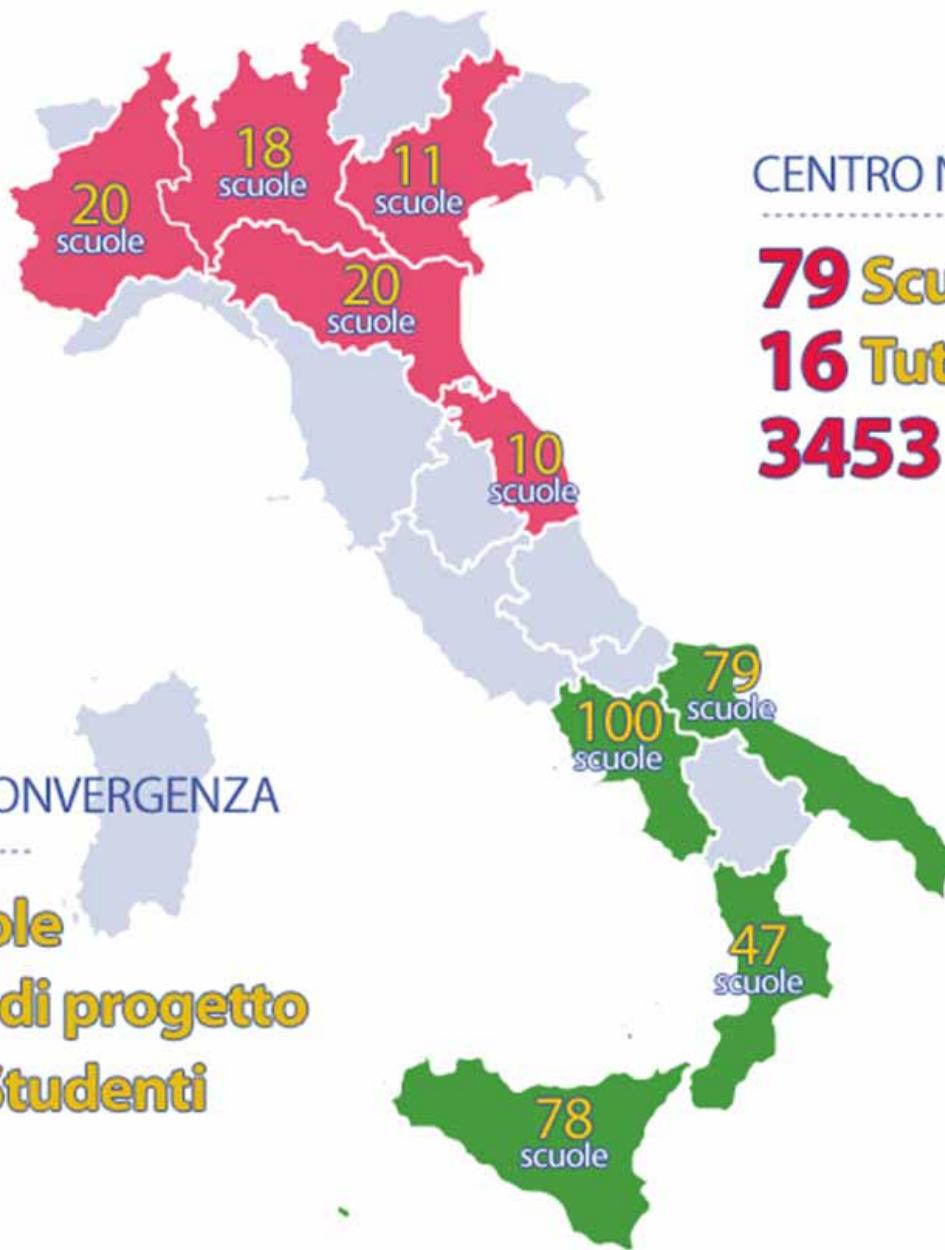 18
scuole
11
scuole
20
scuole
20
scuole
10
scuole
CENTRO
79 Scu
16 Tut
3453
79
scuole
100
scuole
ONVERGENZA
ole
di progetto
Studenti
47
scuole
78
scuole